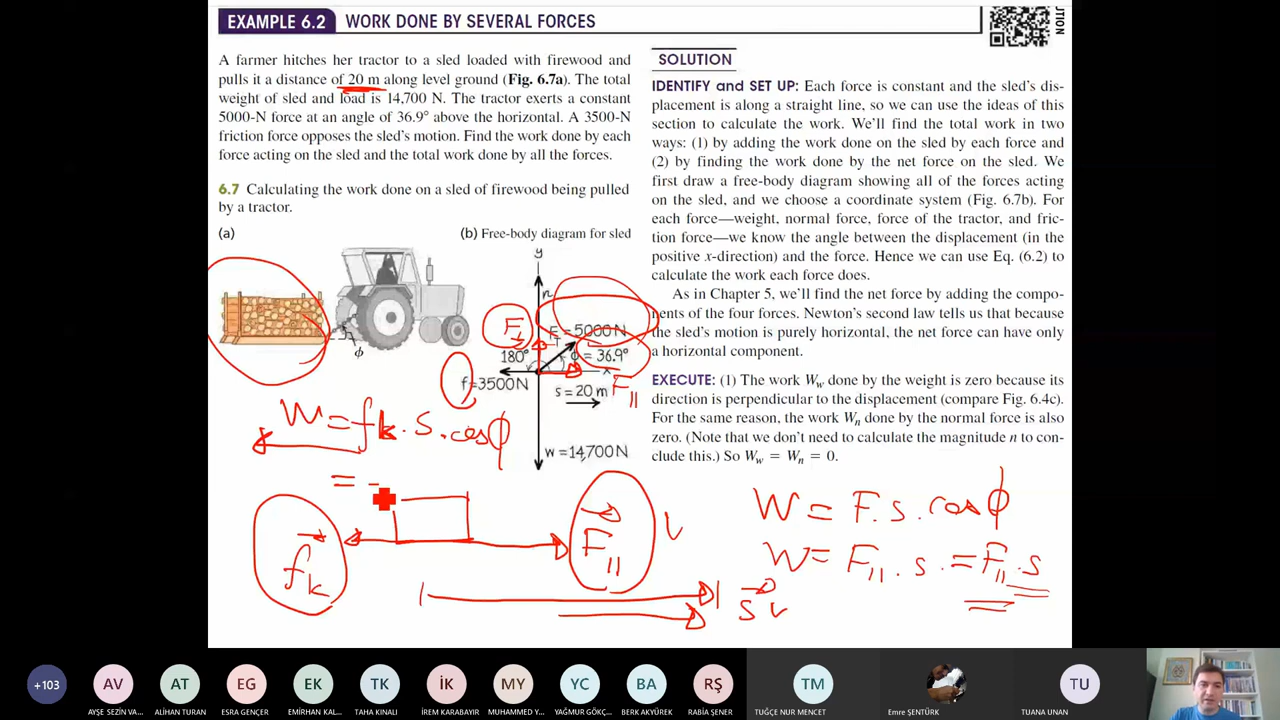 EXAMPLE 6.2 WORK DONE BY SEVERAL FORCES
A farmer hitches her tractor to a sled loaded with firewood and
pulls it a distance of 20 m along level ground (Fig. 6.7a). The total
weight of sled and load is 14,700 N. The tractor exerts a constant
5000-N force at an angle of 36.9° above the horizontal. A 3500-N
friction force opposes the sled's motion. Find the work done by each
force acting on the sled and the total work done by all the forces.
6.7 Calculating the work done on a sled of firewood being pulled
by a tractor.
(a)
(b) Free-body diagram for sled
y
n
F⊥
= 5000 N
180°
ϕ = 36.9°
x
f = 3500 N
s = 20 m
F||
w = 14,700 N
ϕ
W = fk . s . cosϕ
= -
fk
F||
s
SOLUTION
IDENTIFY and SET UP: Each force is constant and the sled's dis-
placement is along a straight line, so we can use the ideas of this
section to calculate the work. We'll find the total work in two
ways: (1) by adding the work done on the sled by each force and
(2) by finding the work done by the net force on the sled. We
first draw a free-body diagram showing all of the forces acting
on the sled, and we choose a coordinate system (Fig. 6.7b). For
each force—weight, normal force, force of the tractor, and fric-
tion force—we know the angle between the displacement (in the
positive x-direction) and the force. Hence we can use Eq. (6.2) to
calculate the work each force does.
As in Chapter 5, we'll find the net force by adding the compo-
nents of the four forces. Newton's second law tells us that because
the sled's motion is purely horizontal, the net force can have only
a horizontal component.
EXECUTE: (1) The work Ww done by the weight is zero because its
direction is perpendicular to the displacement (compare Fig. 6.4c).
For the same reason, the work Wn done by the normal force is also
zero. (Note that we don't need to calculate the magnitude n to con-
clude this.) So Ww = Wn = 0.
W = F.s.cosϕ
W = F||.s. = F||.s
+103
AV
AYŞE SEZİN VA...
AT
ALİHAN TURAN
EG
ESRA GENÇER
EK
EMİRHAN KAL...
TK
TAHA KINALI
İK
İREM KARABAYIR
MY
MUHAMMED Y...
YC
YAĞMUR GÖKÇ...
BA
BERK AKYÜREK
RŞ
RABİA ŞENER
TM
TUĞÇE NUR MENCET
Emre ŞENTÜRK
TU
TUANA UNAN